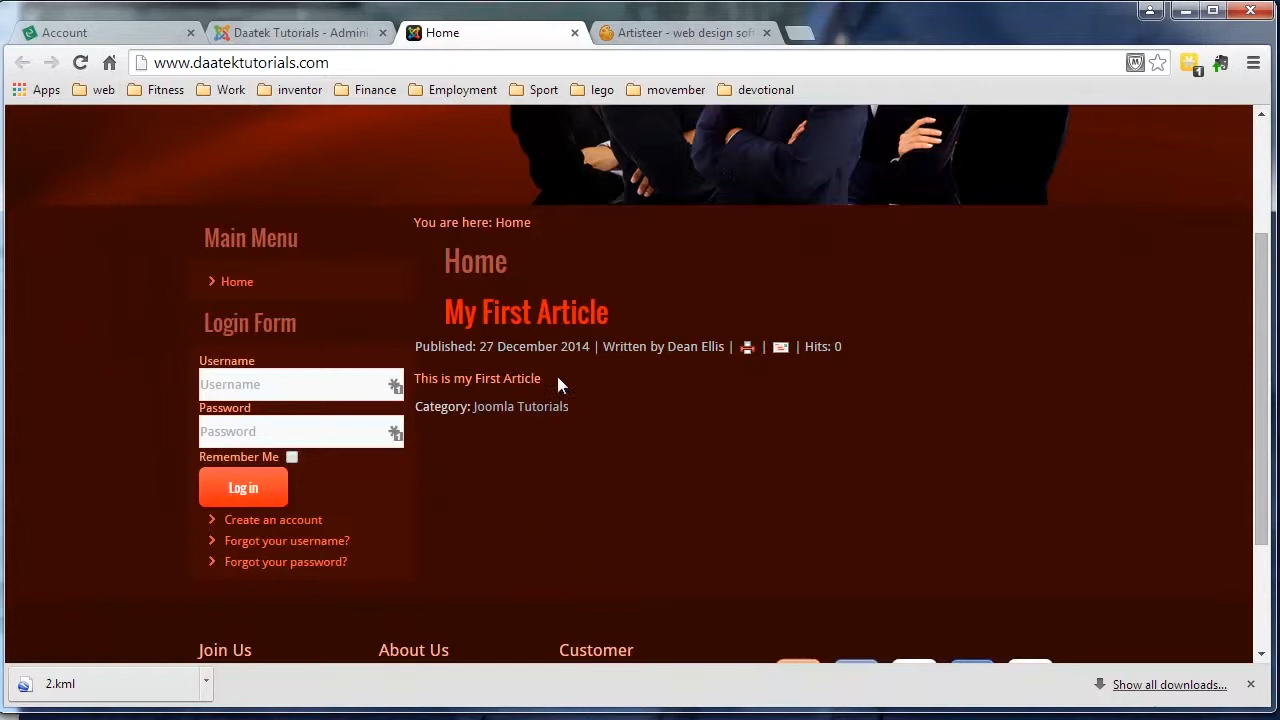 Account
Daatek Tutorials - Admini
Home
Artisteer - web design sof
www.daatektutorials.com
1
Apps
web
Fitness
Work
inventor
Finance
Employment
Sport
lego
movember
devotional
You are here: Home
Main Menu
Home
Login Form
Username
Username
1
Password
Password
1
Remember Me
Log in
Create an account
Forgot your username?
Forgot your password?
Home
My First Article
Published: 27 December 2014 | Written by Dean Ellis | | | Hits: 0
This is my First Article
Category: Joomla Tutorials
Join Us
About Us
Customer
2.kml
Show all downloads...